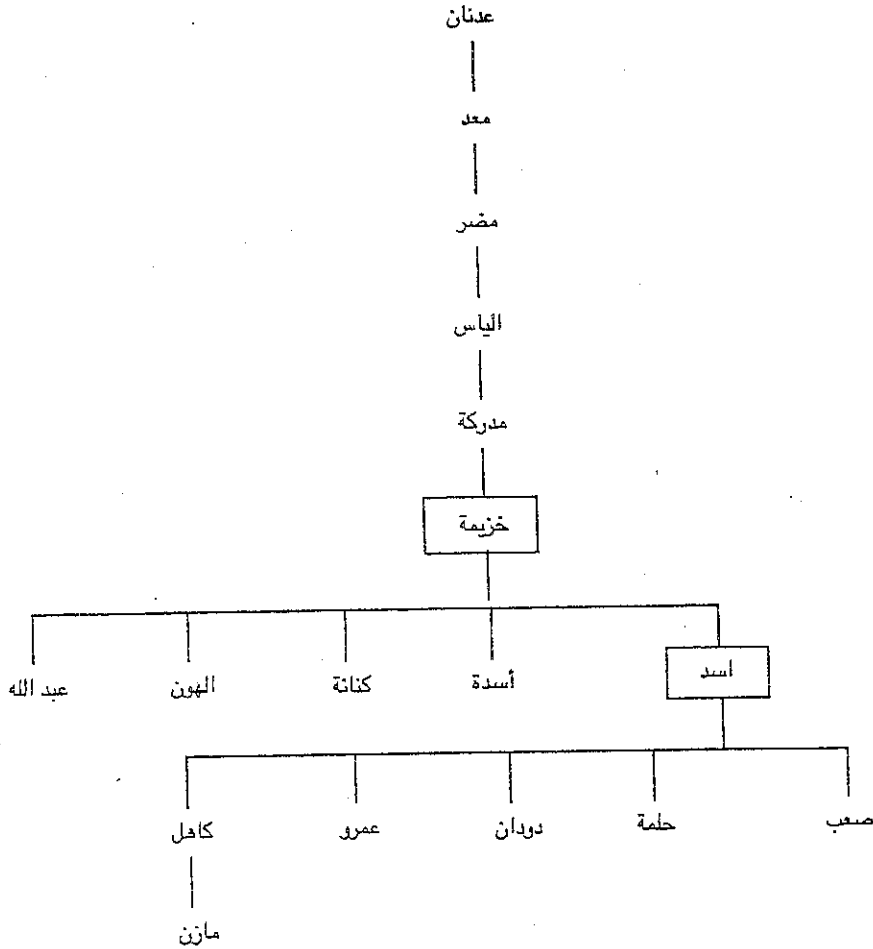 عدنان
معد
مضر
الياس
مدركة
خزيمة
اسد أسدة كنانة الهون عبد الله
صعب حلمة دودان عمرو كاهل
مازن